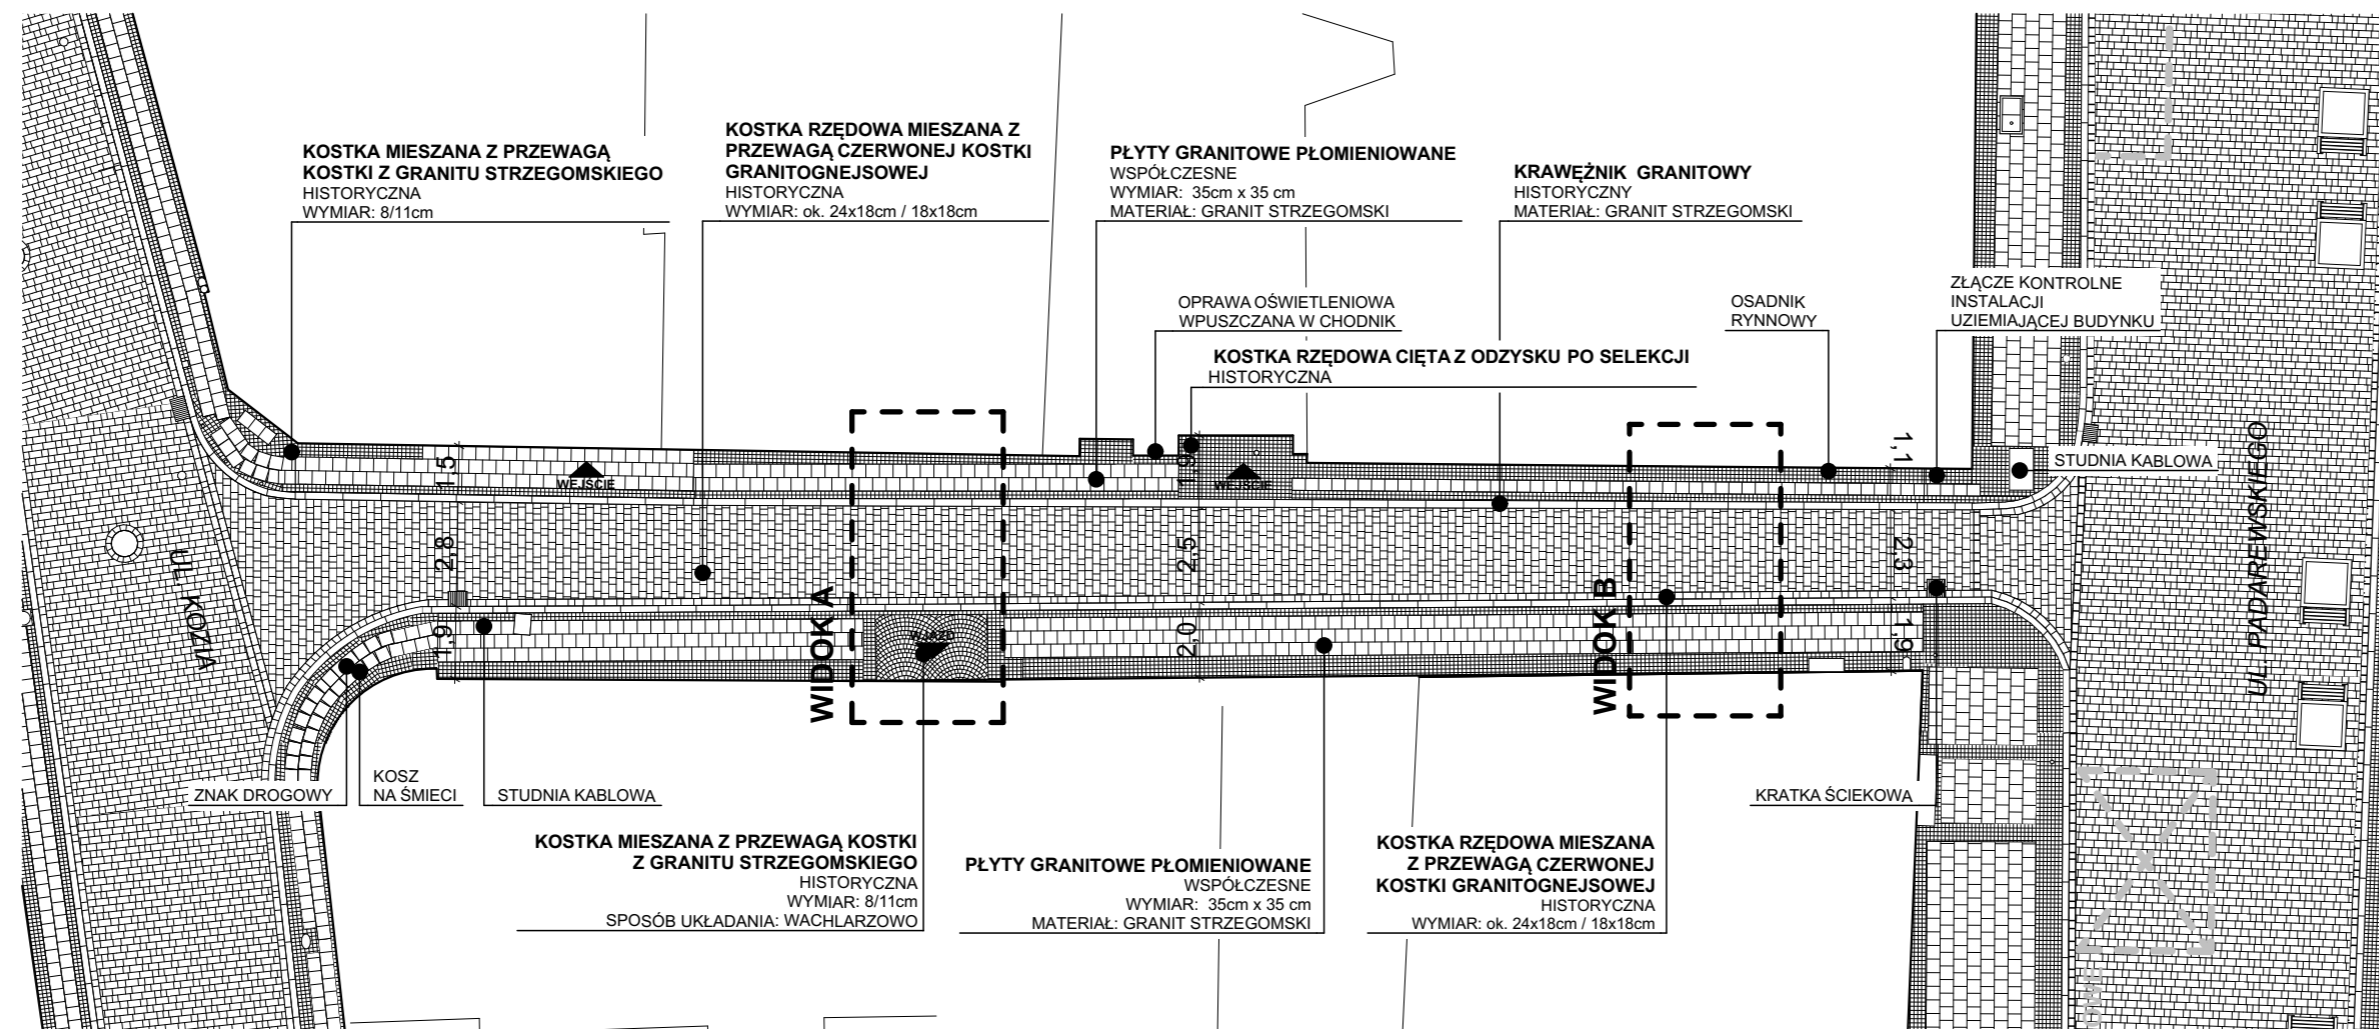 KOSTKA MIESZANA Z PRZEWAGĄ
KOSTKI Z GRANITU STRZEGOMSKIEGO
HISTORYCZNA
WYMIAR: 8/11cm
KOSTKA RZĘDOWA MIESZANA Z
PRZEWAGĄ CZERWONEJ KOSTKI
GRANITOGNEJSOWEJ
HISTORYCZNA
WYMIAR: ok. 24x18cm / 18x18cm
PŁYTY GRANITOWE PŁOMIENIOWANE
WSPÓŁCZESNE
WYMIAR: 35cm x 35 cm
MATERIAŁ: GRANIT STRZEGOMSKI
KRAWĘŻNIK GRANITOWY
HISTORYCZNY
MATERIAŁ: GRANIT STRZEGOMSKI
OPRAWA OŚWIETLENIOWA
WPUSZCZANA W CHODNIK
OSADNIK
RYNNOWY
ZŁĄCZE KONTROLNE
INSTALACJI
UZIEMIAJĄCEJ BUDYNKU
KOSTKA RZĘDOWA CIĘTA Z ODZYSKU PO SELEKCJI
HISTORYCZNA
STUDNIA KABLOWA
1,5
WEJŚCIE
1,9
WEJŚCIE
1,1
2,8
2,5
2,3
UL. KOZIA
UL. PADAREWSKIEGO
1,9
WIDOK A
WJAZD
2,0
WIDOK B
1,9
ZNAK DROGOWY
KOSZ
NA ŚMIECI
STUDNIA KABLOWA
KRATKA ŚCIEKOWA
KOSTKA MIESZANA Z PRZEWAGĄ KOSTKI
Z GRANITU STRZEGOMSKIEGO
HISTORYCZNA
WYMIAR: 8/11cm
SPOSÓB UKŁADANIA: WACHLARZOWO
PŁYTY GRANITOWE PŁOMIENIOWANE
WSPÓŁCZESNE
WYMIAR: 35cm x 35 cm
MATERIAŁ: GRANIT STRZEGOMSKI
KOSTKA RZĘDOWA MIESZANA
Z PRZEWAGĄ CZERWONEJ
KOSTKI GRANITOGNEJSOWEJ
HISTORYCZNA
WYMIAR: ok. 24x18cm / 18x18cm